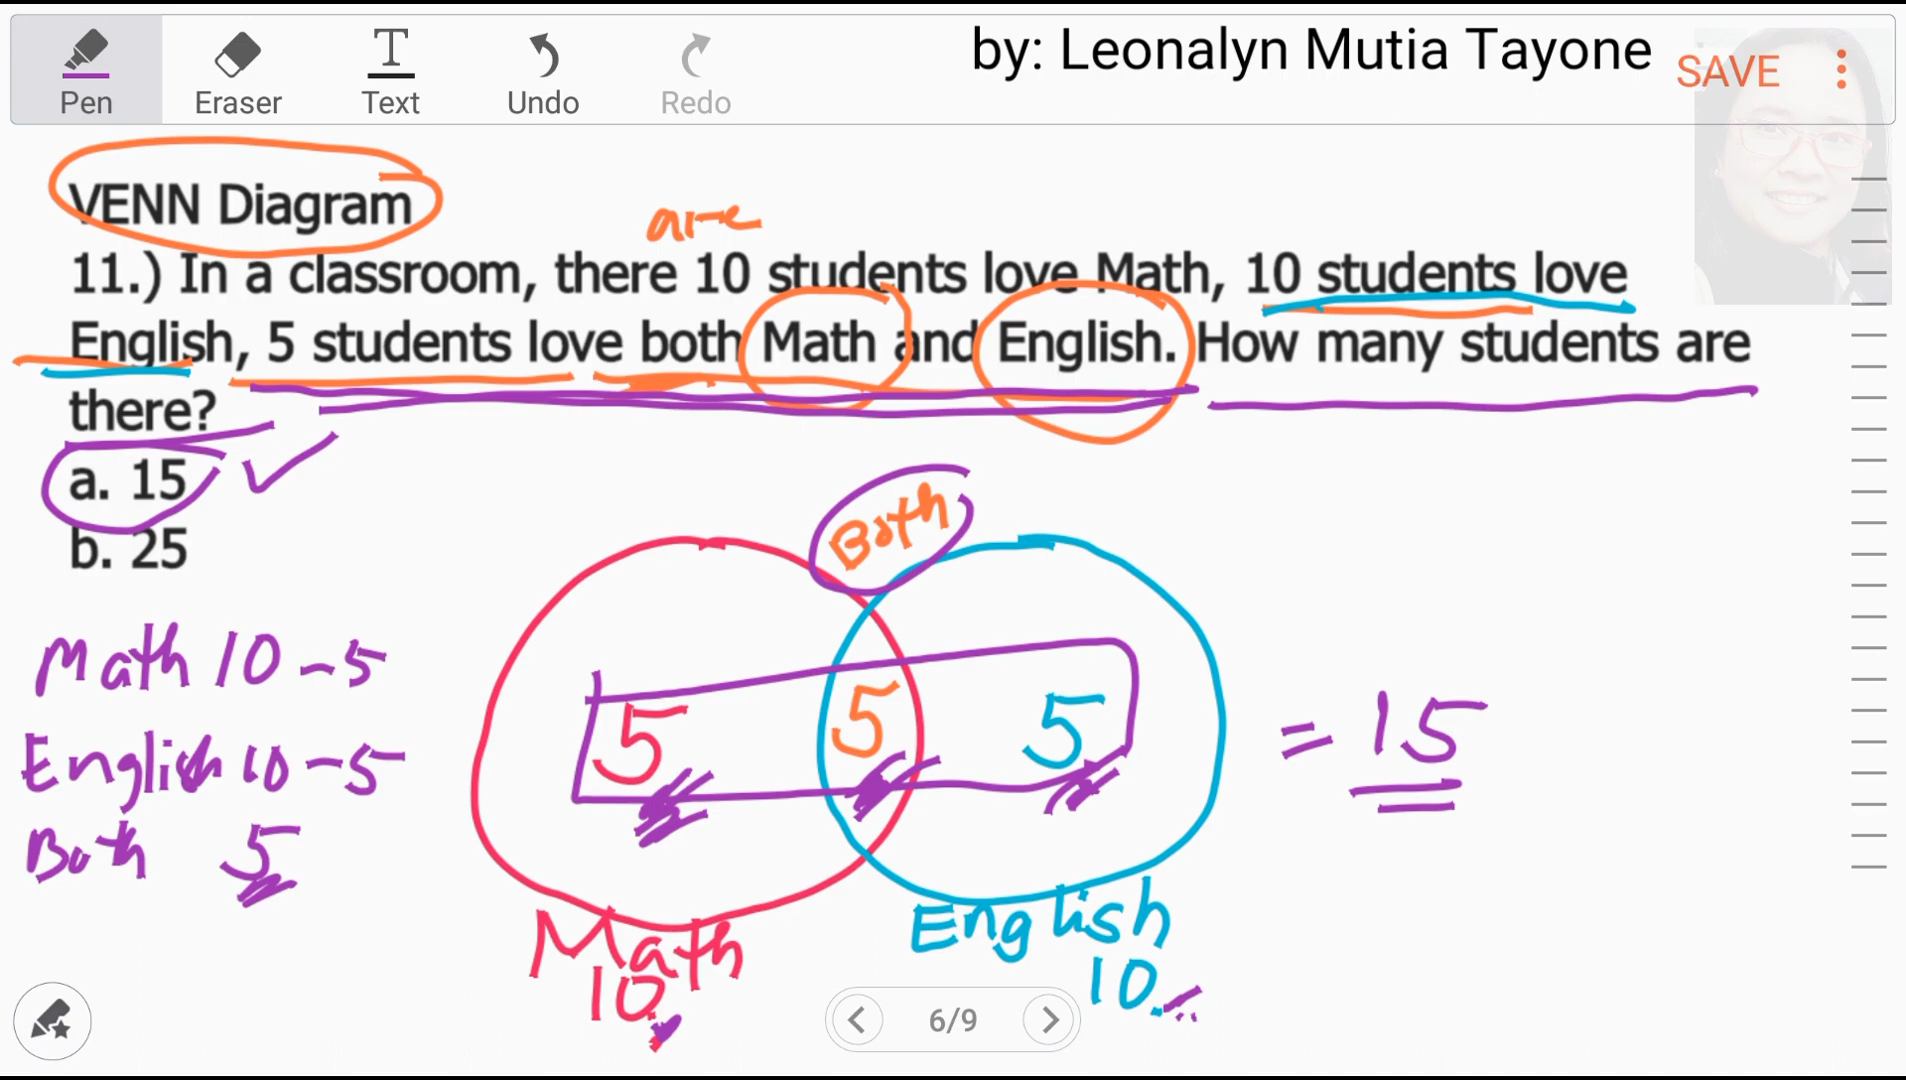 by: Leonalyn Mutia Tayone
SAVE
Pen
Eraser
Text
Undo
Redo
VENN Diagram
are
11.) In a classroom, there 10 students love Math, 10 students love
English, 5 students love both Math and English. How many students are
there?
a. 15
b. 25
Both
Math 10 - 5
English 10 - 5
Both 5
5 5 5 = 15
Math
10
English
10
6/9